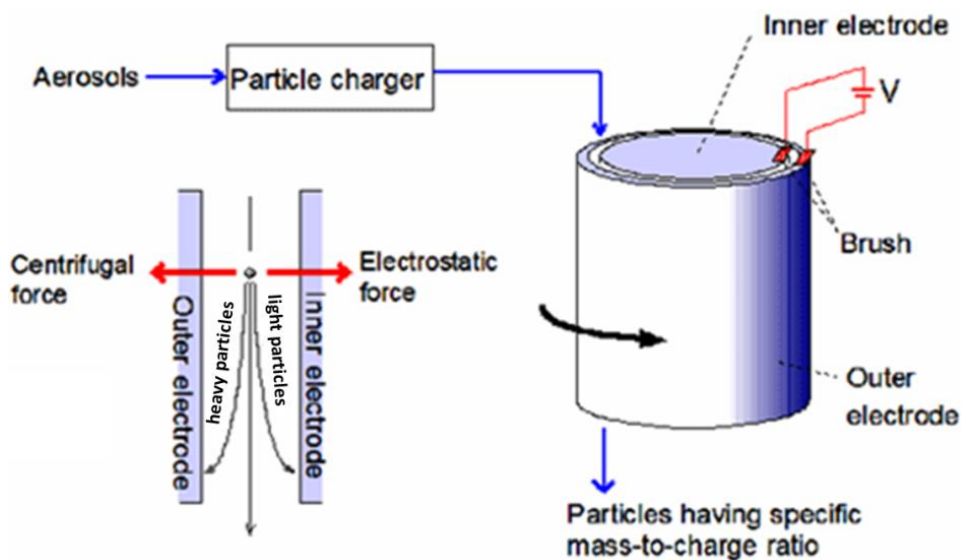 Inner electrode
Aerosols
Particle charger
V
Brush
Centrifugal
force
Electrostatic
force
Outer electrode
heavy particles
light particles
Inner electrode
Outer
electrode
Particles having specific
mass-to-charge ratio